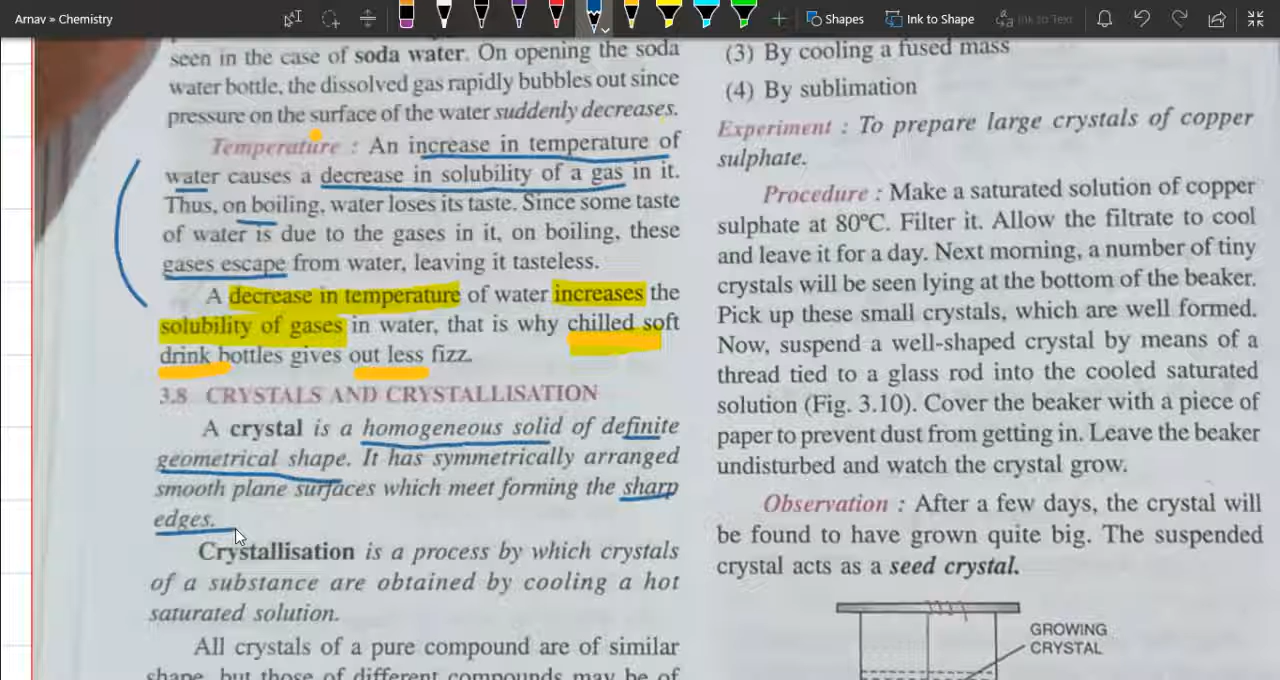 Arnav » Chemistry
Shapes
Ink to Shape
Ink to Text
seen in the case of soda water. On opening the soda
water bottle, the dissolved gas rapidly bubbles out since
pressure on the surface of the water suddenly decreases.
Temperature : An increase in temperature of
water causes a decrease in solubility of a gas in it.
Thus, on boiling, water loses its taste. Since some taste
of water is due to the gases in it, on boiling, these
gases escape from water, leaving it tasteless.
A decrease in temperature of water increases the
solubility of gases in water, that is why chilled soft
drink bottles gives out less fizz.
3.8 CRYSTALS AND CRYSTALLISATION
A crystal is a homogeneous solid of definite
geometrical shape. It has symmetrically arranged
smooth plane surfaces which meet forming the sharp
edges.
Crystallisation is a process by which crystals
of a substance are obtained by cooling a hot
saturated solution.
All crystals of a pure compound are of similar
shape, but those of different compounds may be of
(3) By cooling a fused mass
(4) By sublimation
Experiment : To prepare large crystals of copper
sulphate.
Procedure : Make a saturated solution of copper
sulphate at 80°C. Filter it. Allow the filtrate to cool
and leave it for a day. Next morning, a number of tiny
crystals will be seen lying at the bottom of the beaker.
Pick up these small crystals, which are well formed.
Now, suspend a well-shaped crystal by means of a
thread tied to a glass rod into the cooled saturated
solution (Fig. 3.10). Cover the beaker with a piece of
paper to prevent dust from getting in. Leave the beaker
undisturbed and watch the crystal grow.
Observation : After a few days, the crystal will
be found to have grown quite big. The suspended
crystal acts as a seed crystal.
GROWING
CRYSTAL